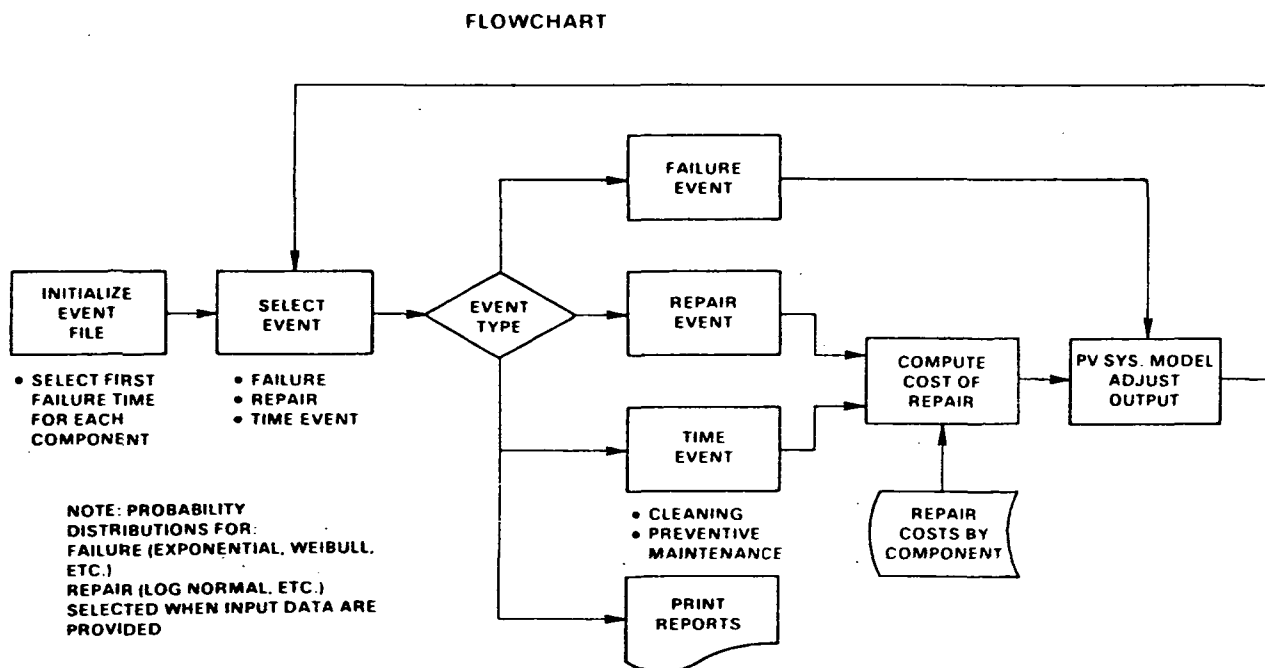 FLOWCHART
INITIALIZE
EVENT
FILE
• SELECT FIRST
FAILURE TIME
FOR EACH
COMPONENT
SELECT
EVENT
• FAILURE
• REPAIR
• TIME EVENT
EVENT
TYPE
FAILURE
EVENT
REPAIR
EVENT
TIME
EVENT
• CLEANING
• PREVENTIVE
MAINTENANCE
PRINT
REPORTS
COMPUTE
COST OF
REPAIR
REPAIR
COSTS BY
COMPONENT
PV SYS. MODEL
ADJUST
OUTPUT
NOTE: PROBABILITY
DISTRIBUTIONS FOR:
FAILURE (EXPONENTIAL, WEIBULL,
ETC.)
REPAIR (LOG NORMAL, ETC.)
SELECTED WHEN INPUT DATA ARE
PROVIDED